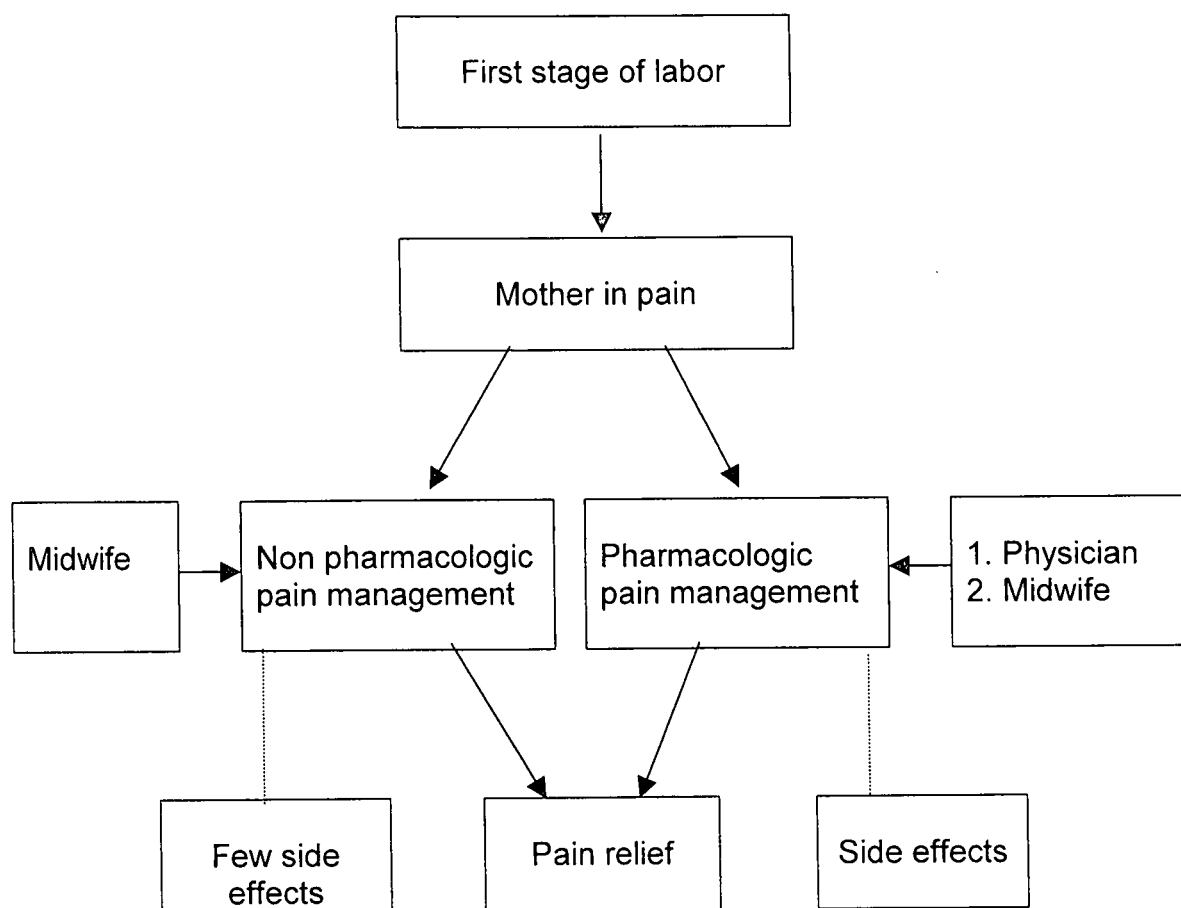 First stage of labor
Mother in pain
Midwife
Non pharmacologic
pain management
Pharmacologic
pain management
1. Physician
2. Midwife
Few side
effects
Pain relief
Side effects